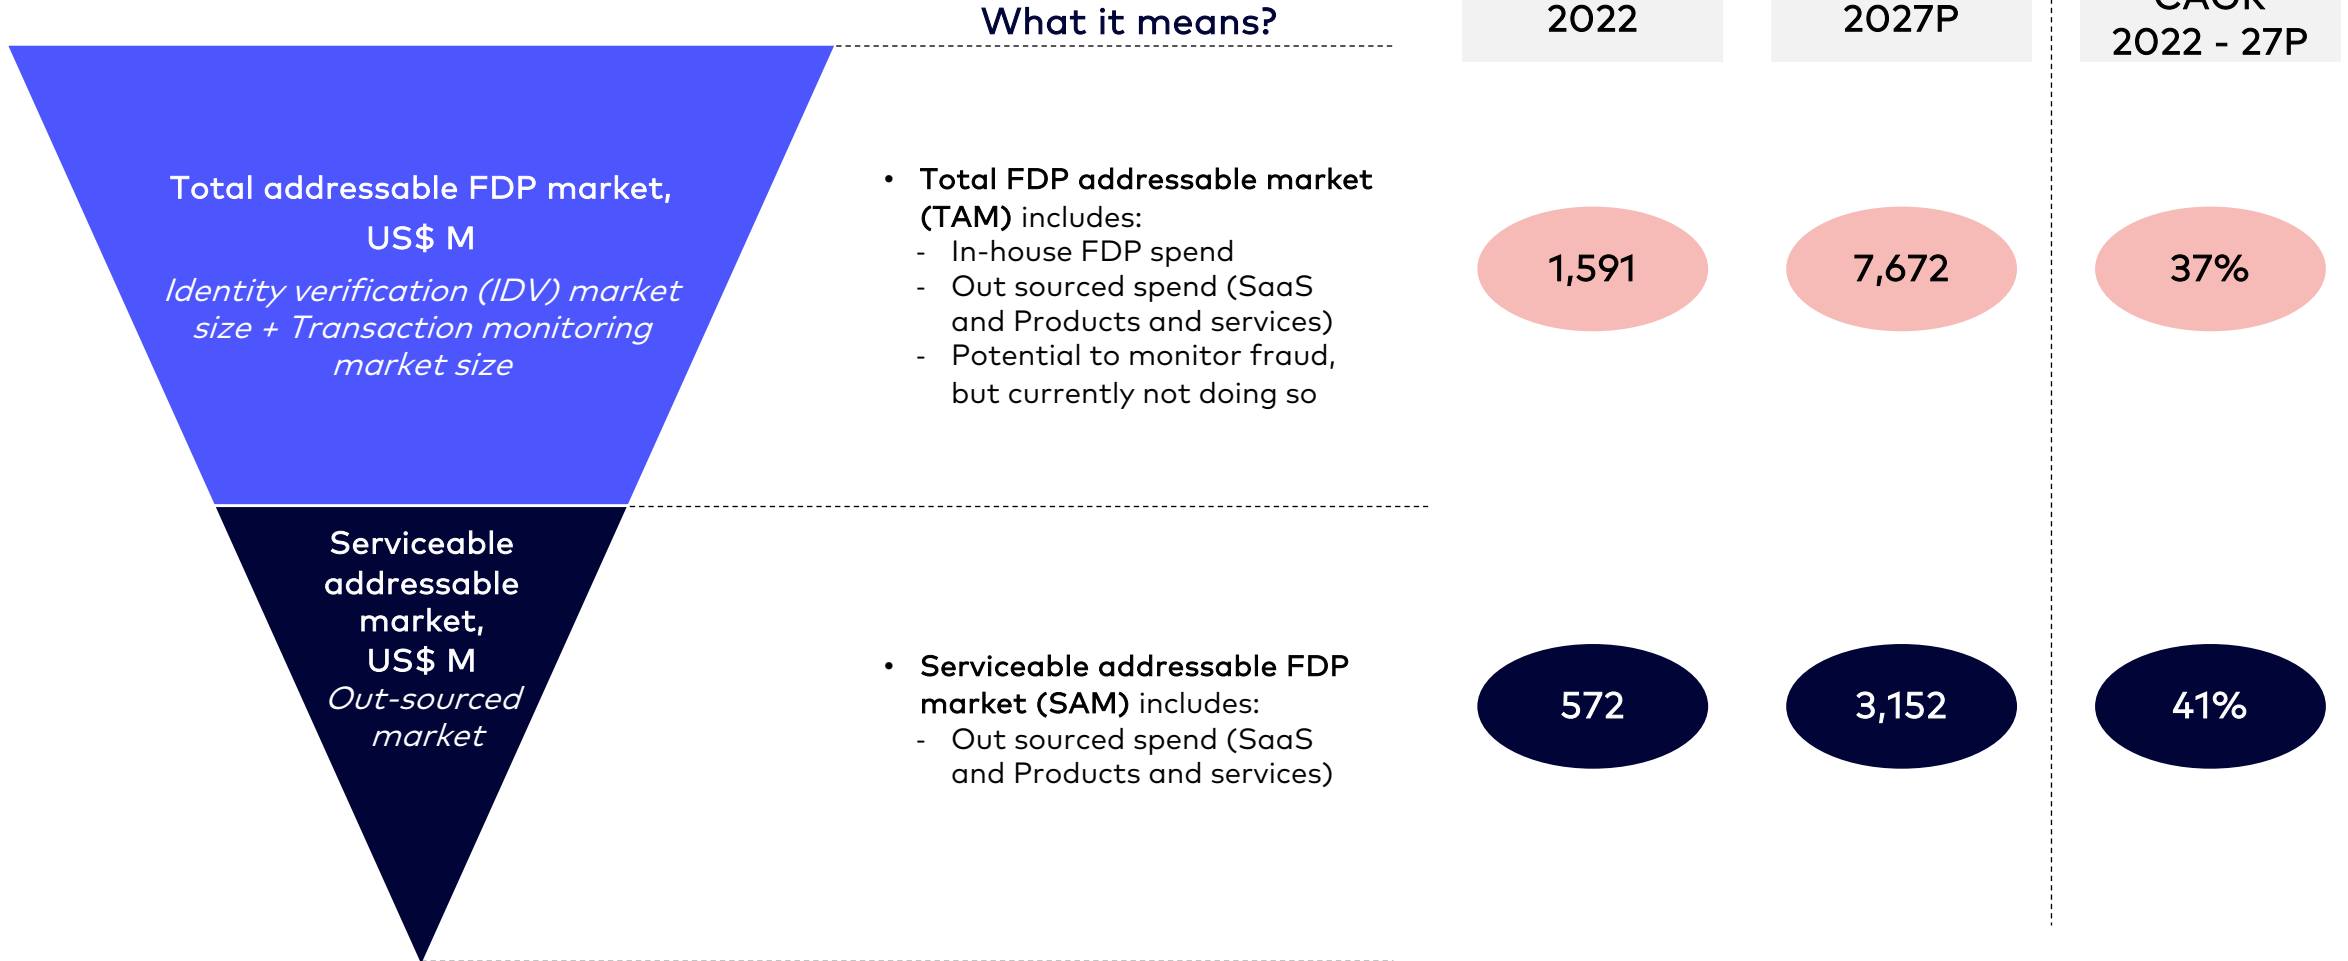 What it means?
2022
2027P
CAGR
2022 - 27P
Total addressable FDP market,
US$ M
Identity verification (IDV) market
size + Transaction monitoring
market size
• Total FDP addressable market
(TAM) includes:
- In-house FDP spend
- Out sourced spend (SaaS
and Products and services)
- Potential to monitor fraud,
but currently not doing so
1,591
7,672
37%
Serviceable
addressable
market,
US$ M
Out-sourced
market
• Serviceable addressable FDP
market (SAM) includes:
- Out sourced spend (SaaS
and Products and services)
572
3,152
41%